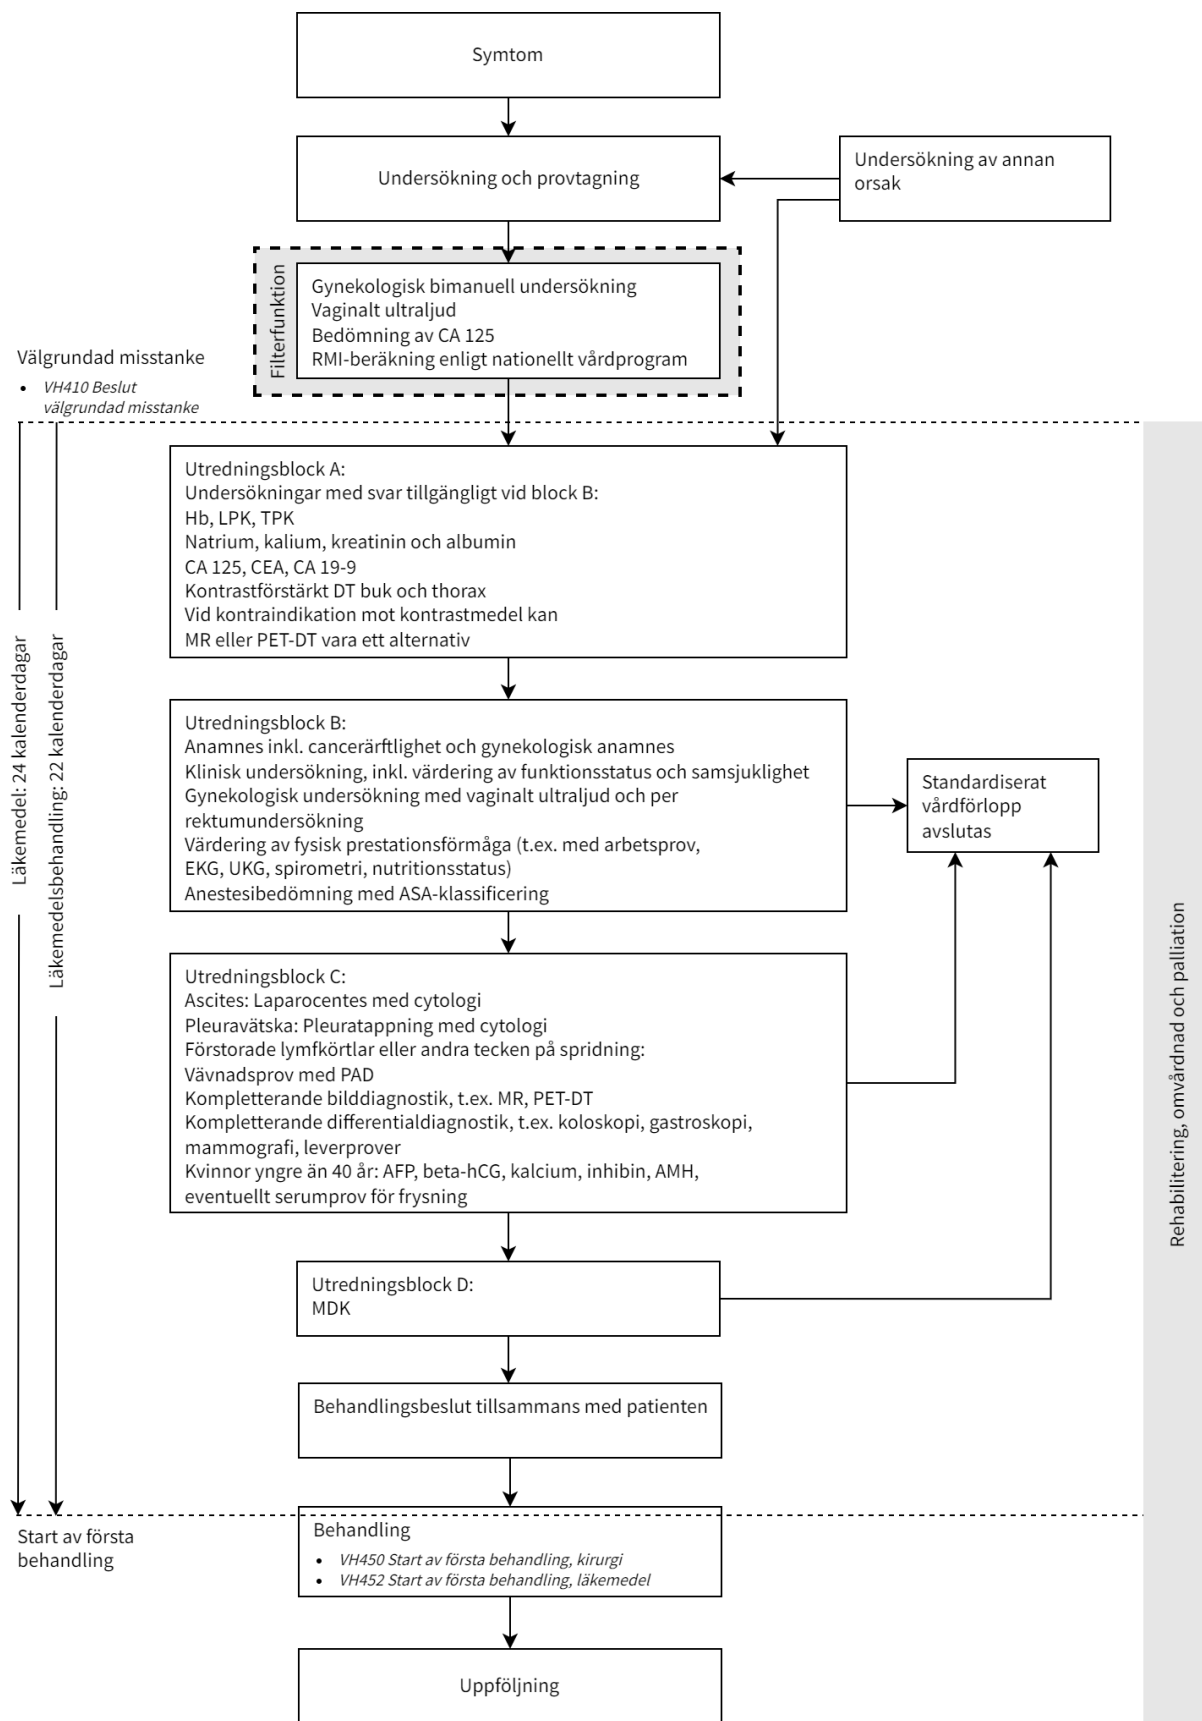 Symtom
Undersökning och provtagning
Undersökning av annan
orsak
Filterfunktion
Gynekologisk bimanuell undersökning
Vaginalt ultraljud
Bedömning av CA 125
RMI-beräkning enligt nationellt vårdprogram
Välgrundad misstanke
• VH410 Beslut
välgrundad misstanke
Utredningsblock A:
Undersökningar med svar tillgängligt vid block B:
Hb, LPK, TPK
Natrium, kalium, kreatinin och albumin
CA 125, CEA, CA 19-9
Kontrastförstärkt DT buk och thorax
Vid kontraindikation mot kontrastmedel kan
MR eller PET-DT vara ett alternativ
Läkemedel: 24 kalenderdagar
Läkemedelsbehandling: 22 kalenderdagar
Utredningsblock B:
Anamnes inkl. cancerärftlighet och gynekologisk anamnes
Klinisk undersökning, inkl. värdering av funktionsstatus och samsjuklighet
Gynekologisk undersökning med vaginalt ultraljud och per
rektumundersökning
Värdering av fysisk prestationsförmåga (t.ex. med arbetsprov,
EKG, UKG, spirometri, nutritionsstatus)
Anestesibedömning med ASA-klassificering
Standardiserat
vårdförlopp
avslutas
Utredningsblock C:
Ascites: Laparocentes med cytologi
Pleuravätska: Pleuratappning med cytologi
Förstorade lymfkörtlar eller andra tecken på spridning:
Vävnadsprov med PAD
Kompletterande bilddiagnostik, t.ex. MR, PET-DT
Kompletterande differentialdiagnostik, t.ex. koloskopi, gastroskopi,
mammografi, leverprover
Kvinnor yngre än 40 år: AFP, beta-hCG, kalcium, inhibin, AMH,
eventuellt serumprov för frysning
Rehabilitering, omvårdnad och palliation
Utredningsblock D:
MDK
Behandlingsbeslut tillsammans med patienten
Start av första
behandling
Behandling
• VH450 Start av första behandling, kirurgi
• VH452 Start av första behandling, läkemedel
Uppföljning